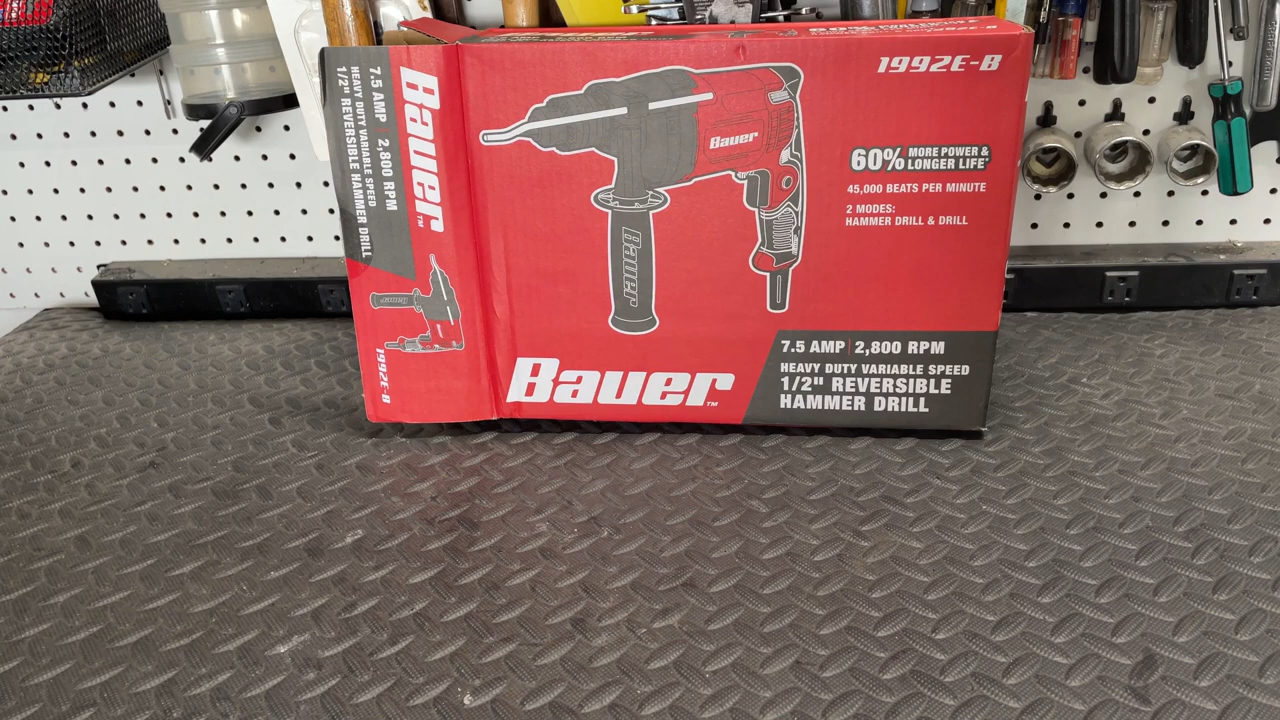 Bauer™
7.5 AMP | 2,800 RPM
HEAVY DUTY VARIABLE SPEED
1/2" REVERSIBLE HAMMER DRILL
1992E-B
1992E-B
Bauer
Bauer
60% MORE POWER &
LONGER LIFE*
45,000 BEATS PER MINUTE
2 MODES:
HAMMER DRILL & DRILL
Bauer™
7.5 AMP | 2,800 RPM
HEAVY DUTY VARIABLE SPEED
1/2" REVERSIBLE
HAMMER DRILL